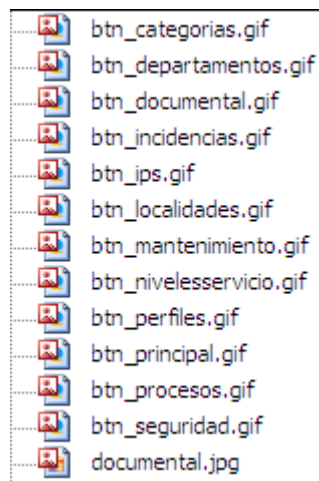 btn_categorias.gif
btn_departamentos.gif
btn_documental.gif
btn_incidencias.gif
btn_ips.gif
btn_localidades.gif
btn_mantenimiento.gif
btn_nivelesservicio.gif
btn_perfiles.gif
btn_principal.gif
btn_procesos.gif
btn_seguridad.gif
documental.jpg